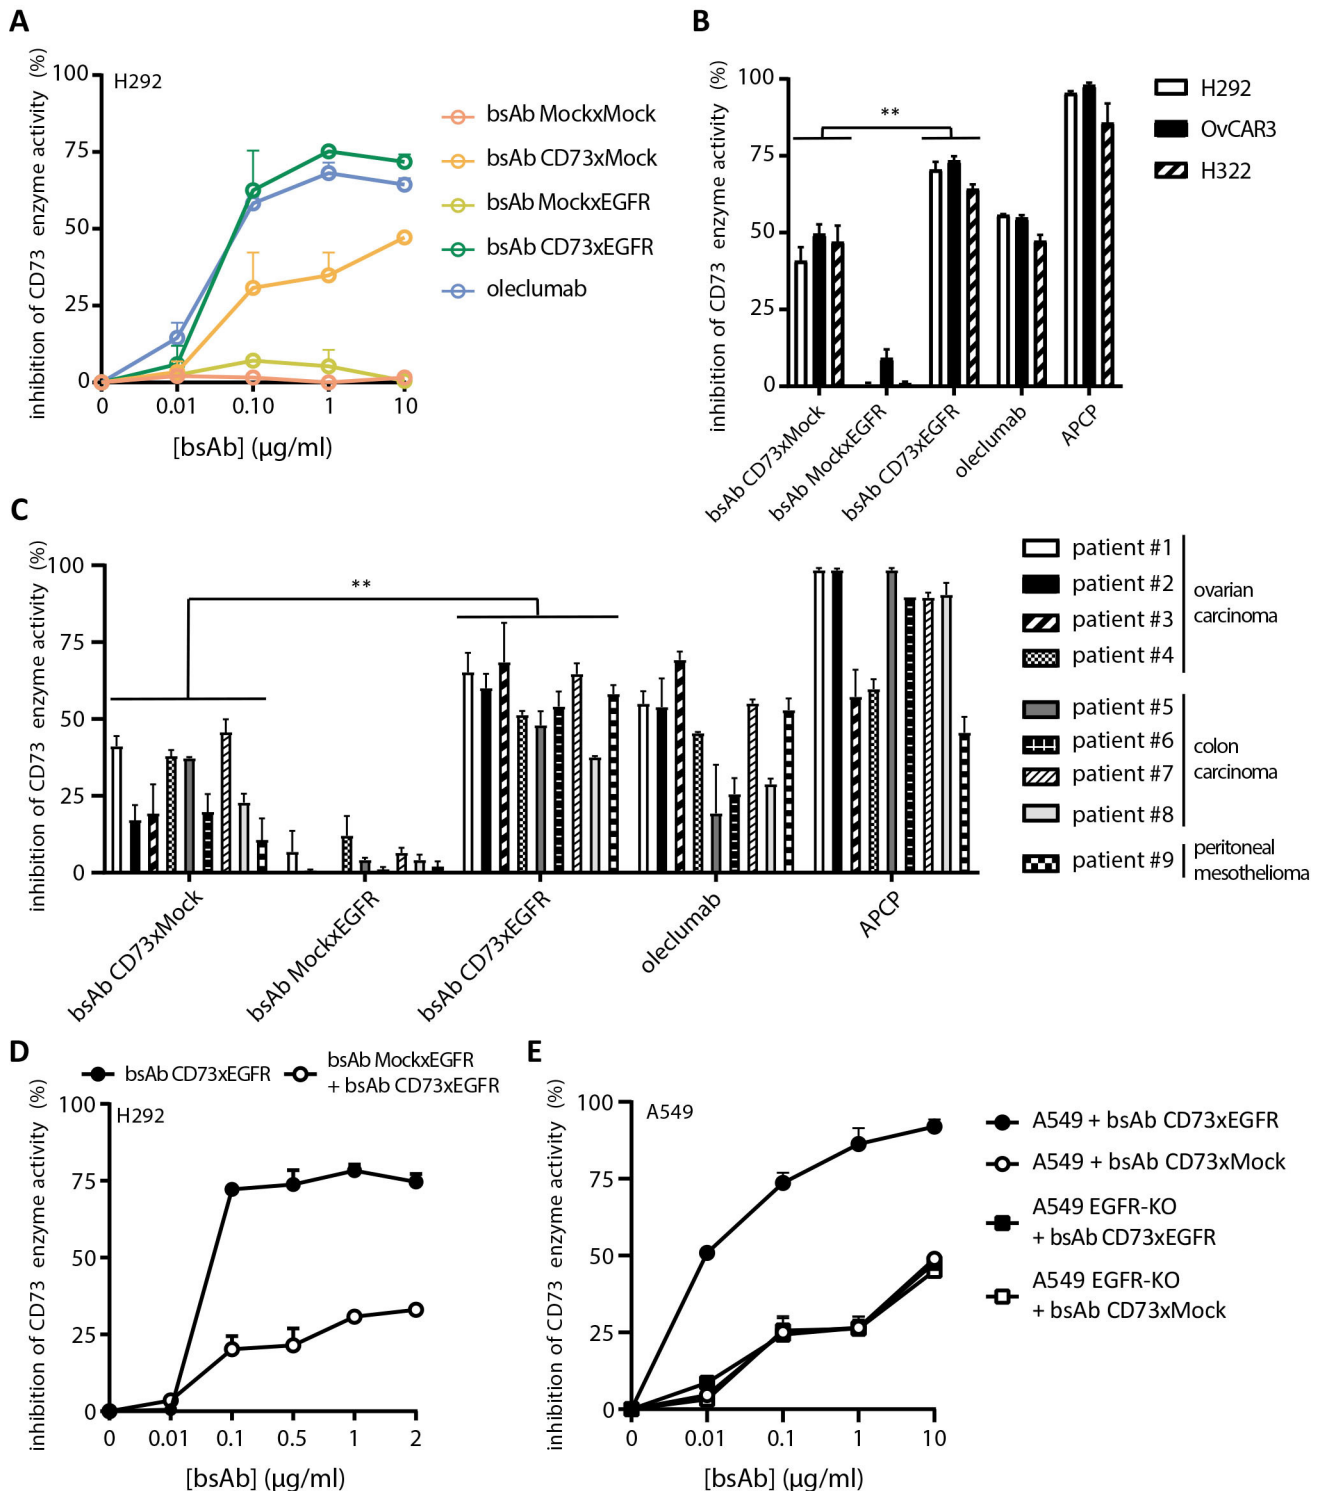 A
inhibition of CD73 enzyme activity (%)
100
75
50
25
0
H292
0 0.01 0.10 1 10
[bsAb] (µg/ml)
bsAb MockxMock
bsAb CD73xMock
bsAb MockxEGFR
bsAb CD73xEGFR
oleclumab
B
inhibition of CD73 enzyme activity (%)
100
75
50
25
0
**
bsAb CD73xMock
bsAb MockxEGFR
bsAb CD73xEGFR
oleclumab
APCP
H292
OvCAR3
H322
C
inhibition of CD73 enzyme activity (%)
100
75
50
25
0
**
bsAb CD73xMock
bsAb MockxEGFR
bsAb CD73xEGFR
oleclumab
APCP
patient #1
patient #2
patient #3
patient #4
ovarian
carcinoma
patient #5
patient #6
patient #7
patient #8
colon
carcinoma
patient #9
peritoneal
mesothelioma
D
bsAb CD73xEGFR
bsAb MockxEGFR
+ bsAb CD73xEGFR
inhibition of CD73 enzyme activity (%)
100
75
50
25
0
H292
0 0.01 0.1 0.5 1 2
[bsAb] (µg/ml)
E
inhibition of CD73 enzyme activity (%)
100
75
50
25
0
A549
0 0.01 0.1 1 10
[bsAb] (µg/ml)
A549 + bsAb CD73xEGFR
A549 + bsAb CD73xMock
A549 EGFR-KO
+ bsAb CD73xEGFR
A549 EGFR-KO
+ bsAb CD73xMock